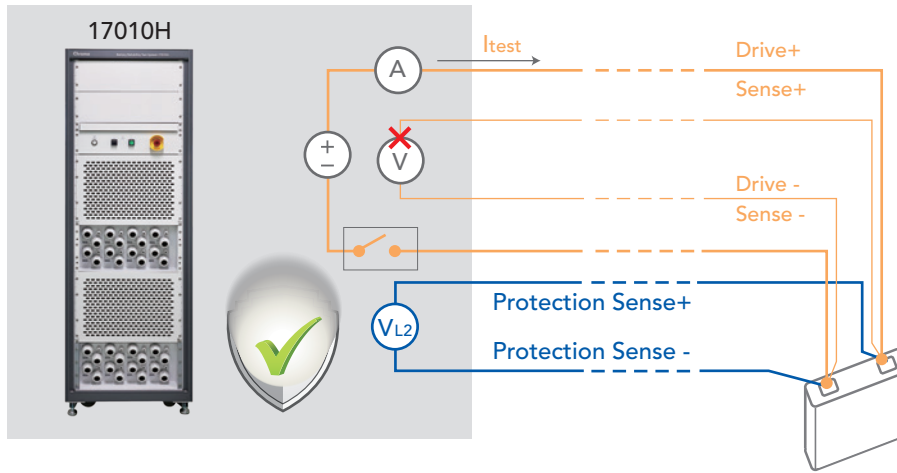 17010H
Itest
A
Drive+
Sense+
+
−
V
Drive -
Sense -
Protection Sense+
VL2
Protection Sense -